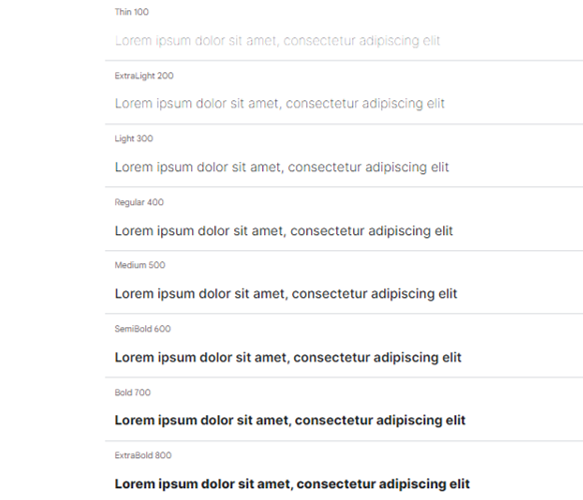 Thin 100
Lorem ipsum dolor sit amet, consectetur adipiscing elit
ExtraLight 200
Lorem ipsum dolor sit amet, consectetur adipiscing elit
Light 300
Lorem ipsum dolor sit amet, consectetur adipiscing elit
Regular 400
Lorem ipsum dolor sit amet, consectetur adipiscing elit
Medium 500
Lorem ipsum dolor sit amet, consectetur adipiscing elit
SemiBold 600
Lorem ipsum dolor sit amet, consectetur adipiscing elit
Bold 700
Lorem ipsum dolor sit amet, consectetur adipiscing elit
ExtraBold 800
Lorem ipsum dolor sit amet, consectetur adipiscing elit